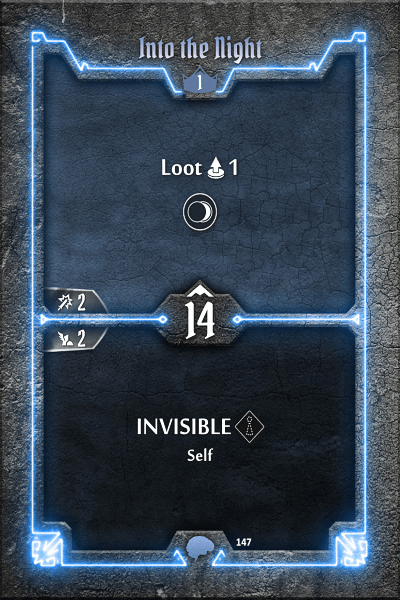 Into the Night
1
Loot 1
2
14
2
INVISIBLE
Self
147